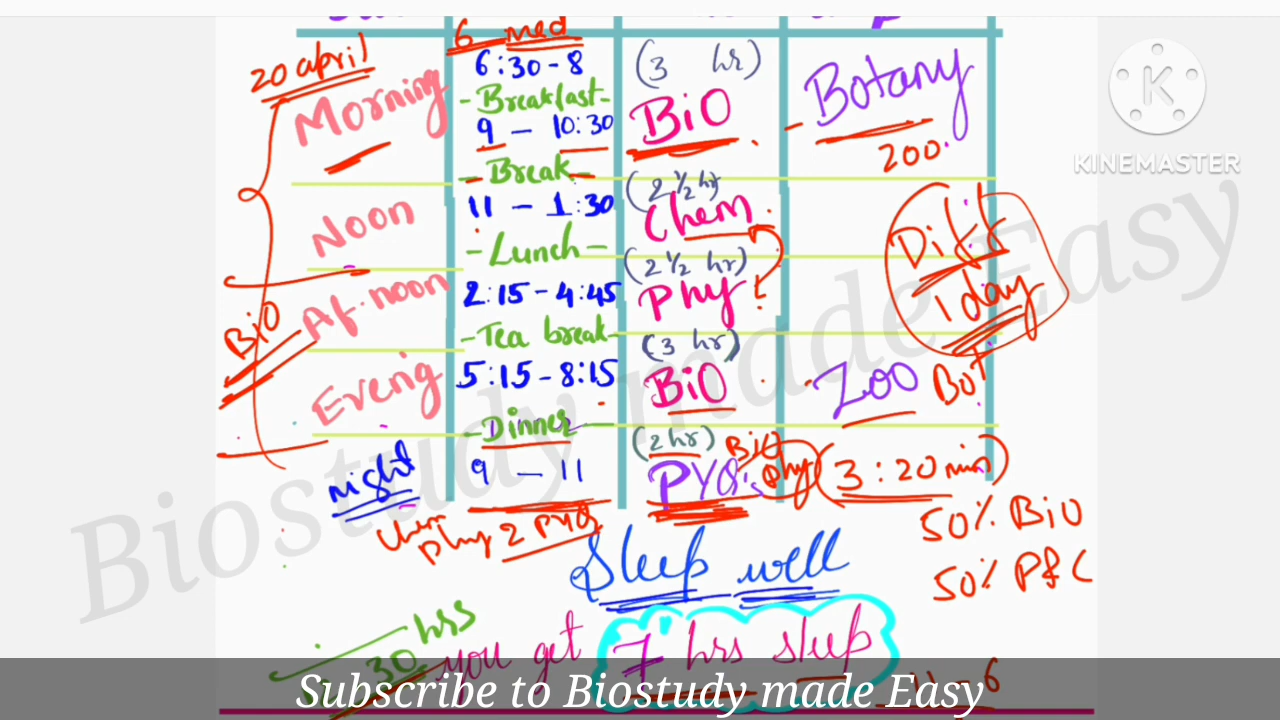 6 med
20 april
6:30-8
(3 hr)
Morning
-Breakfast-
BiO
- Botany
9 - 10:30
200.
KINEMASTER
- Break -
(2 ½ hr)
Noon
11 - 1:30
Chem
Diff
1 day
- Lunch -
(2 ½ hr)
Af.noon
2:15-4:45
Phy
BiO
-Tea break-
(3 hr)
Eveng
5:15-8:15
BiO
Zoo
Bot
- Dinner -
(2hr)
BiO
phy
(3:20 min)
night
9 - 11
PYQ's
chem
phy 2 PYQ
50% BiO
50% P&C
Sleep well
hrs
30
you get 7 hrs sleep
Biostudy made Easy
Subscribe to Biostudy made Easy